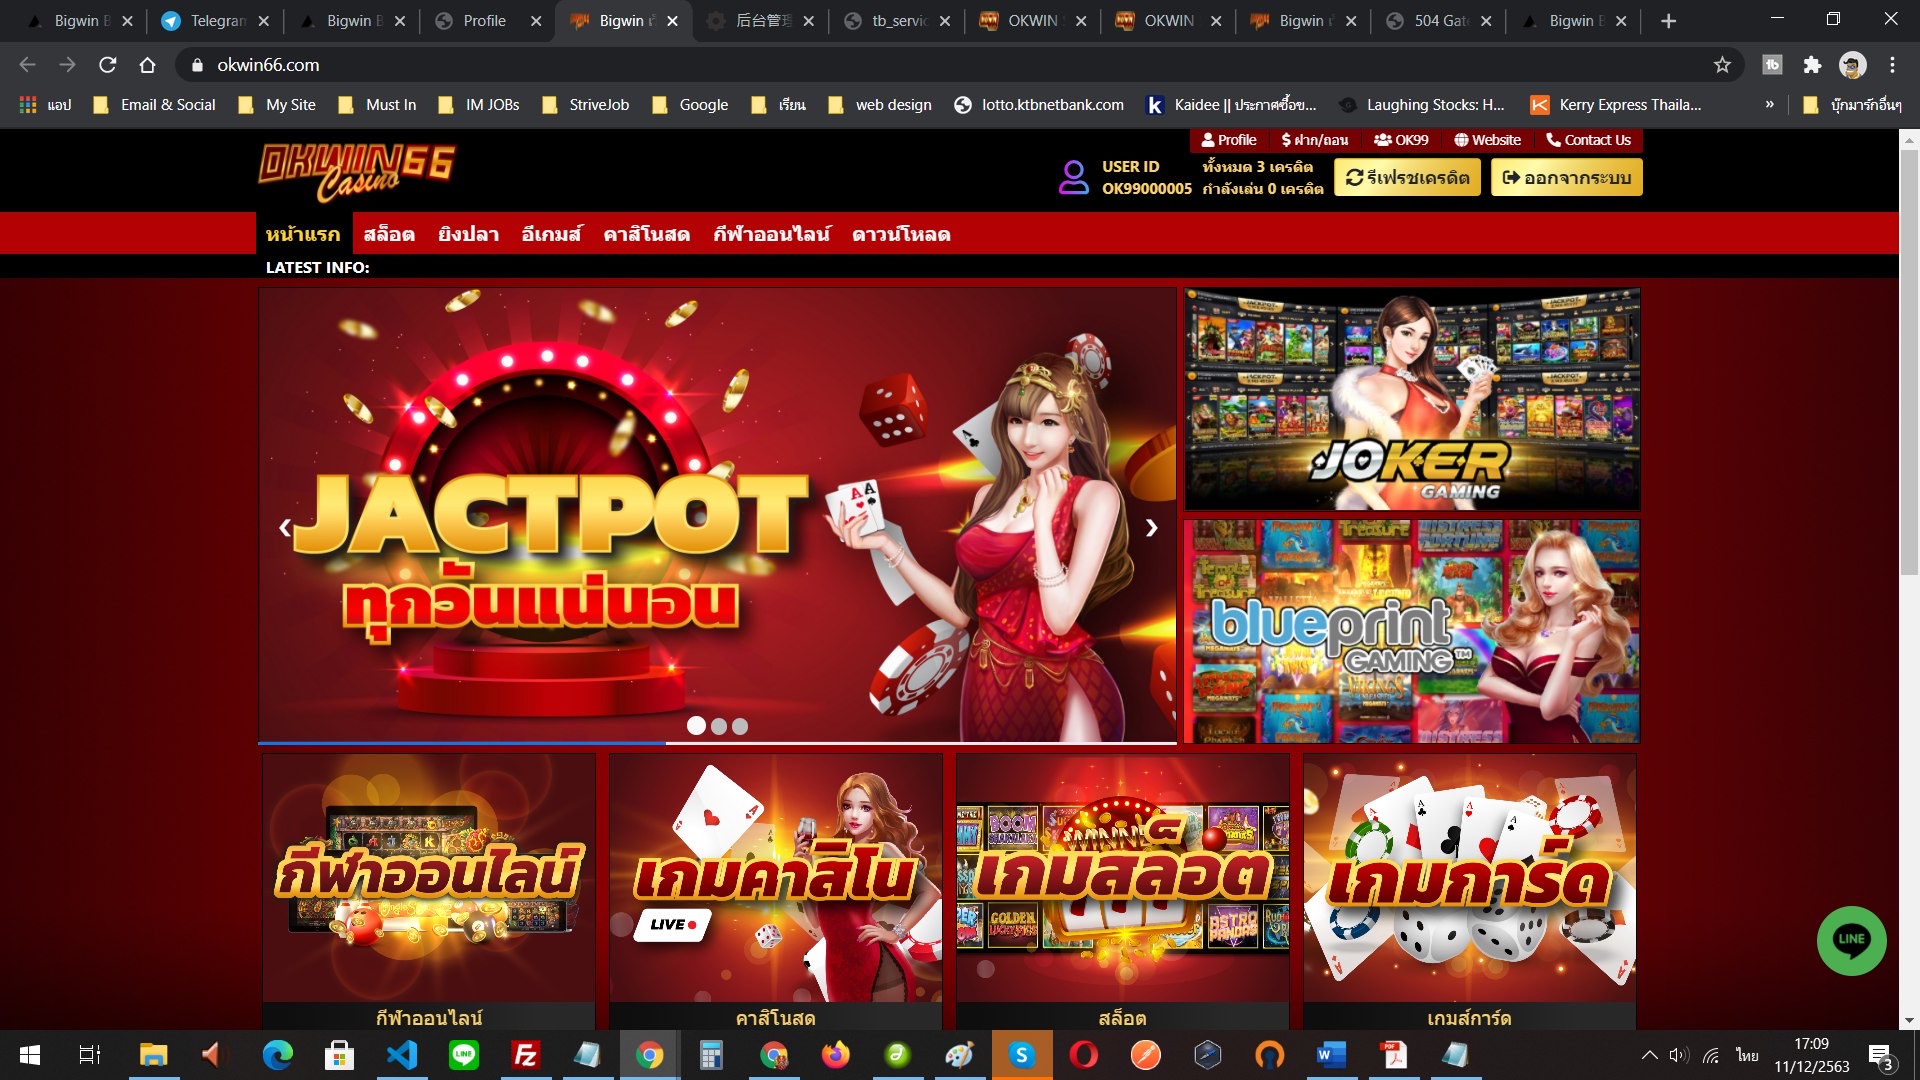 Bigwin B
Telegram
Bigwin B
Profile
Bigwin เ
后台管理
tb_servic
OKWIN
OKWIN
Bigwin เ
504 Gate
Bigwin B
okwin66.com
แอป
Email & Social
My Site
Must In
IM JOBs
StriveJob
Google
เรียน
web design
lotto.ktbnetbank.com
Kaidee || ประกาศซื้อข...
Laughing Stocks: H...
Kerry Express Thaila...
»
บุ๊กมาร์กอื่นๆ
OKWIN66
Casino
Profile
$ ฝาก/ถอน
OK99
Website
Contact Us
USER ID
OK99000005
ทั้งหมด 3 เครดิต
กำลังเล่น 0 เครดิต
รีเฟรชเครดิต
ออกจากระบบ
หน้าแรก
สล็อต
ยิงปลา
อีเกมส์
คาสิโนสด
กีฬาออนไลน์
ดาวน์โหลด
LATEST INFO:
JACTPOT
ทุกวันแน่นอน
JOKER
GAMING
blueprint
GAMING™
กีฬาออนไลน์
เกมคาสิโน
LIVE
เกมสล็อต
เกมการ์ด
LINE
กีฬาออนไลน์
คาสิโนสด
สล็อต
เกมส์การ์ด
ไทย
17:09
11/12/2563
3